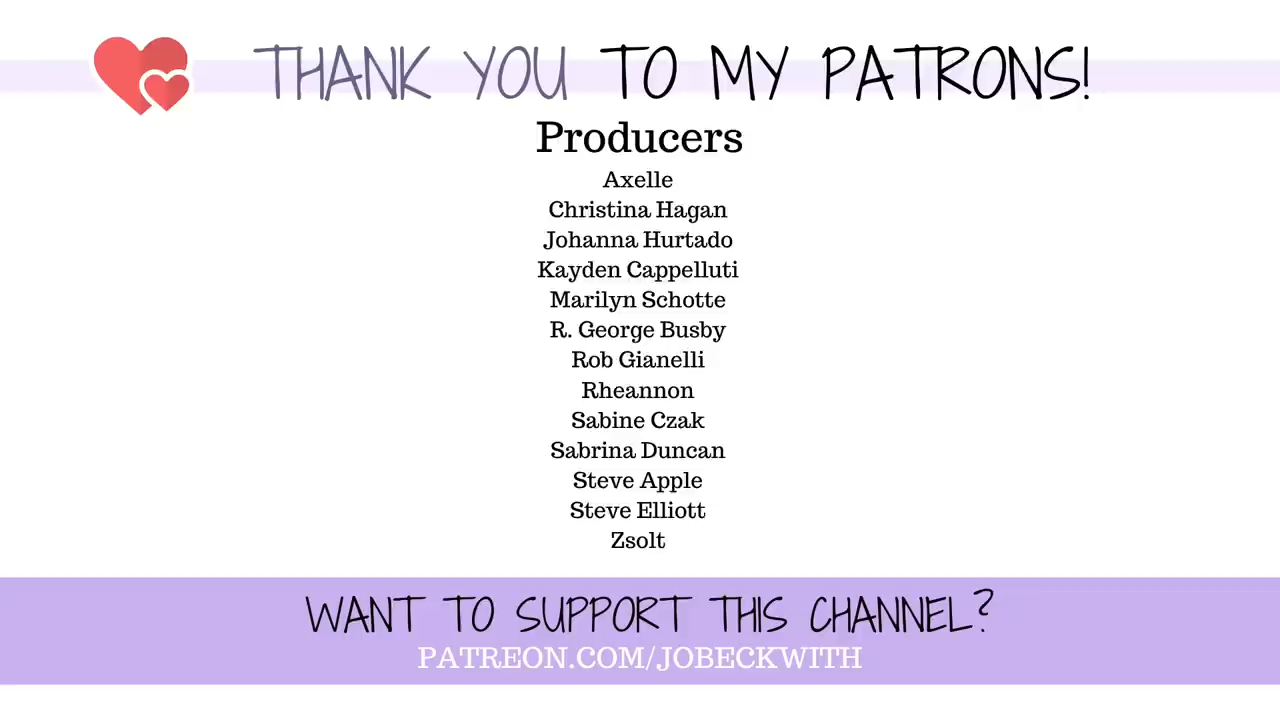 THANK YOU TO MY PATRONS!
Producers
Axelle
Christina Hagan
Johanna Hurtado
Kayden Cappelluti
Marilyn Schotte
R. George Busby
Rob Gianelli
Rheannon
Sabine Czak
Sabrina Duncan
Steve Apple
Steve Elliott
Zsolt
WANT TO SUPPORT THIS CHANNEL?
PATREON.COM/JOBECKWITH